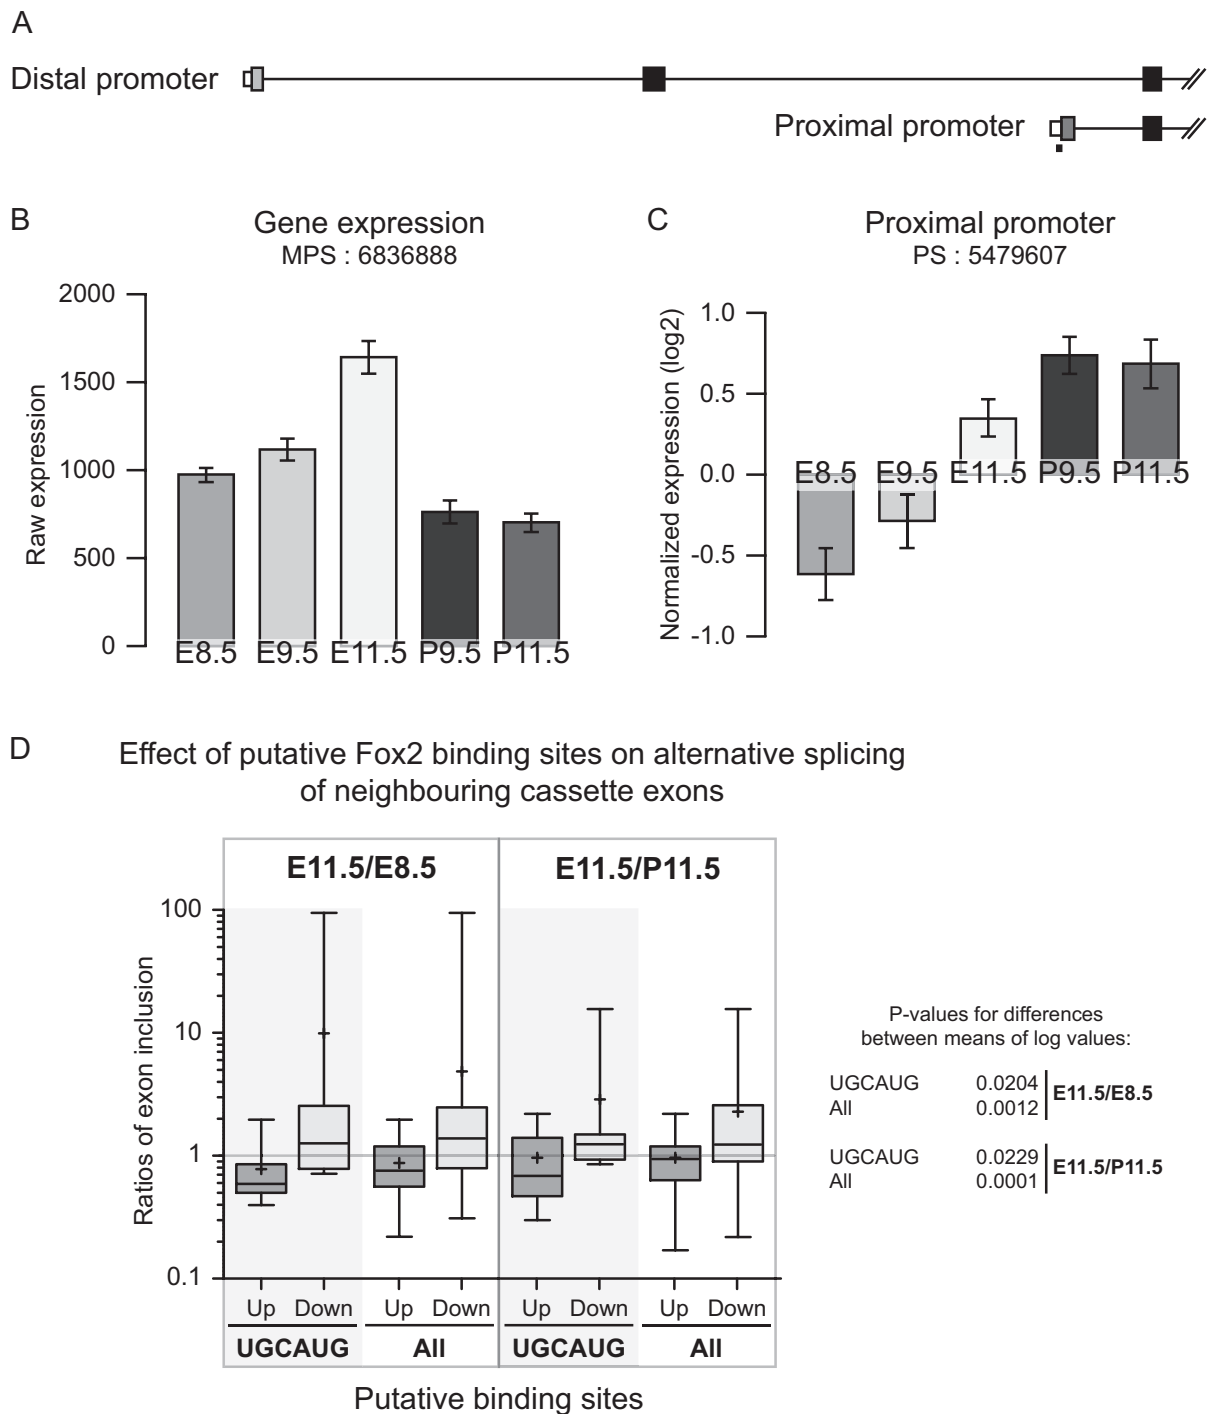 A
Distal promoter
Proximal promoter
B
Gene expression
MPS : 6836888
Raw expression
2000
1500
1000
500
0
E8.5 E9.5 E11.5 P9.5 P11.5
C
Proximal promoter
PS : 5479607
Normalized expression (log2)
1.0
0.5
0.0
-0.5
-1.0
E8.5 E9.5 E11.5 P9.5 P11.5
D
Effect of putative Fox2 binding sites on alternative splicing
of neighbouring cassette exons
E11.5/E8.5 E11.5/P11.5
Ratios of exon inclusion
100
10
1
0.1
Up Down Up Down Up Down Up Down
UGCAUG All UGCAUG All
Putative binding sites
P-values for differences
between means of log values:
UGCAUG 0.0204
All 0.0012
E11.5/E8.5
UGCAUG 0.0229
All 0.0001
E11.5/P11.5